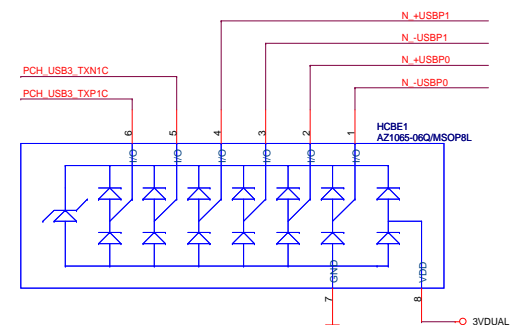 N_+USBP1
N_-USBP1
N_+USBP0
N_-USBP0
PCH_USB3_TXN1C
PCH_USB3_TXP1C
6
5
4
3
2
1
HCBE1
AZ1065-06Q/MSOP8L
I/O
I/O
I/O
I/O
I/O
I/O
GND
VDD
7
8
3VDUAL